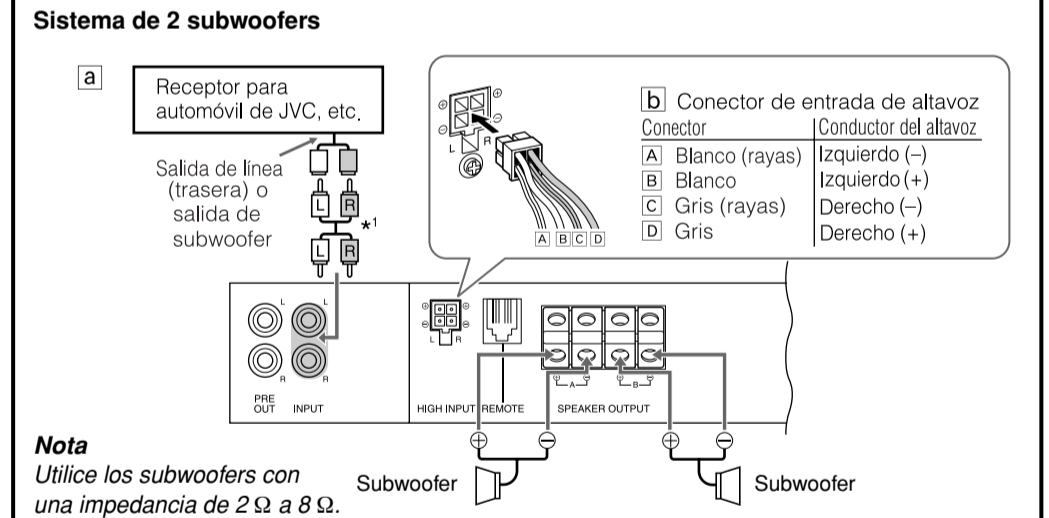 Sistema de 2 subwoofers
a
Receptor para
automóvil de JVC, etc.
Salida de línea
(trasera) o
salida de
subwoofer
L R
*1
L R
⊕ ⊕
⊖ ⊖
L R
A B C D
b Conector de entrada de altavoz
Conector Conductor del altavoz
A Blanco (rayas) Izquierdo (–)
B Blanco Izquierdo (+)
C Gris (rayas) Derecho (–)
D Gris Derecho (+)
L L
R R
PRE
OUT INPUT
⊕ ⊕
⊖ ⊖
L R
HIGH INPUT REMOTE
⊕ A ⊖ ⊕ B ⊖
SPEAKER OUTPUT
⊕ ⊖ ⊕ ⊖
Subwoofer Subwoofer
Nota
Utilice los subwoofers con
una impedancia de 2 Ω a 8 Ω.